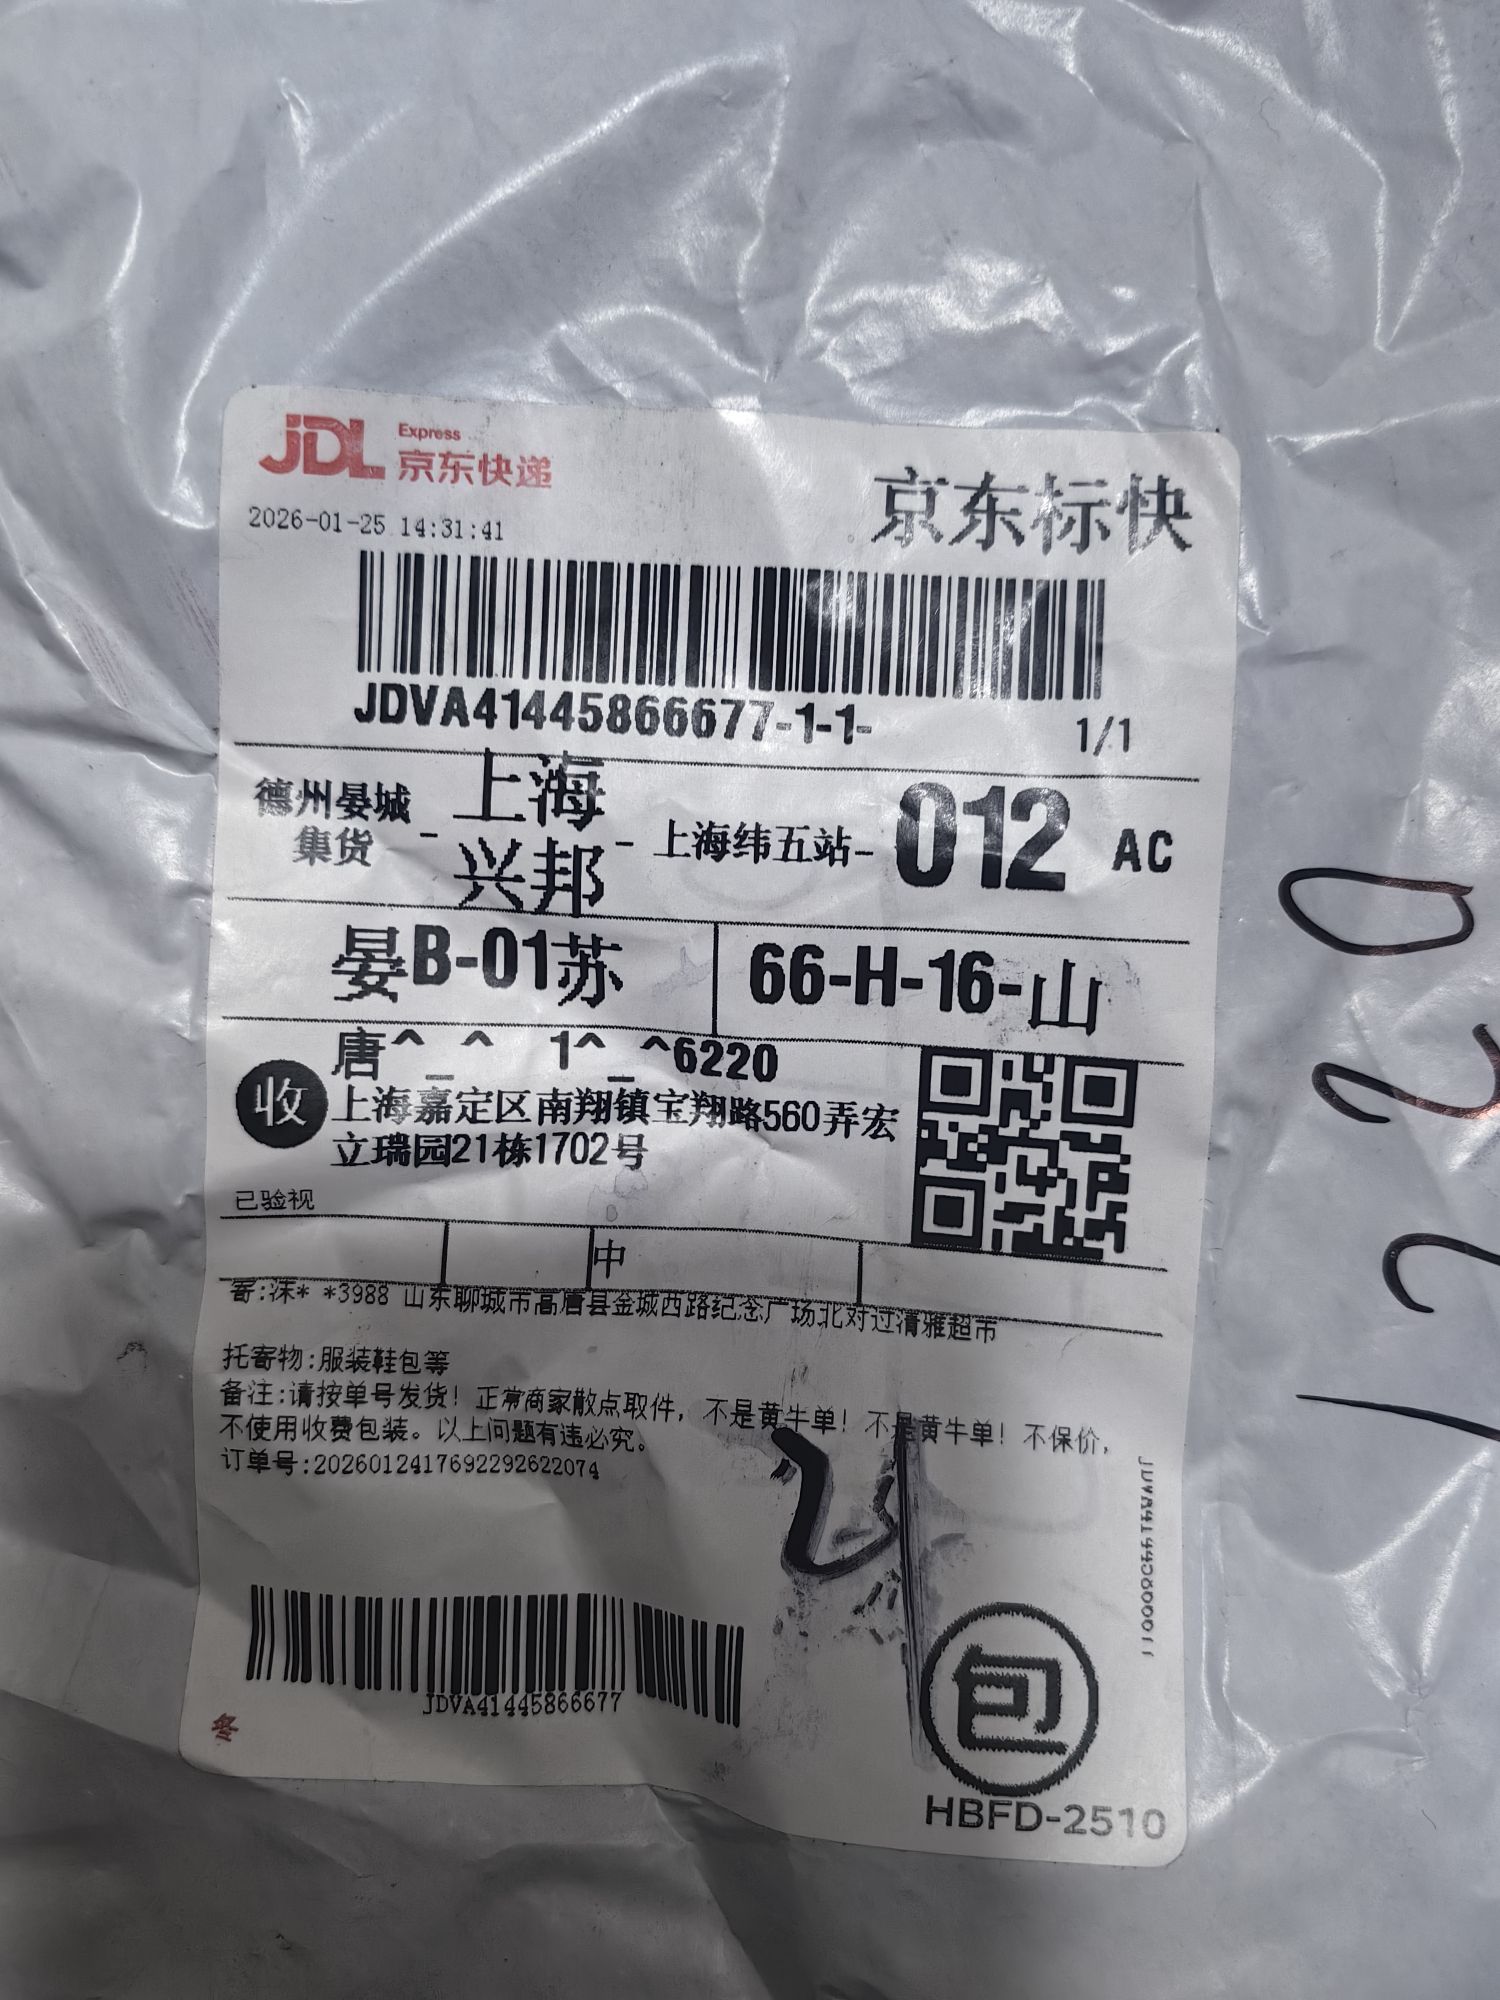 JDL Express
京东快递
京东标快
2026-01-25 14:31:41
JDVA41445866677-1-1-
1/1
德州晏城集货 - 上海兴邦 - 上海纬五站- 012 AC
晏B-01苏
66-H-16-山
唐^_^ 1^_^6220
收 上海嘉定区南翔镇宝翔路560弄宏
立瑞园21栋1702号
已验视
中
寄:沫* *3988 山东聊城市高唐县金城西路纪念广场北对过清雅超市
托寄物:服装鞋包等
备注:请按单号发货! 正常商家散点取件, 不是黄牛单! 不是黄牛单! 不保价,
不使用收费包装。以上问题有违必究。
订单号:2026012417692292622074
JDVA41445866677
冬
包
HBFD-2510